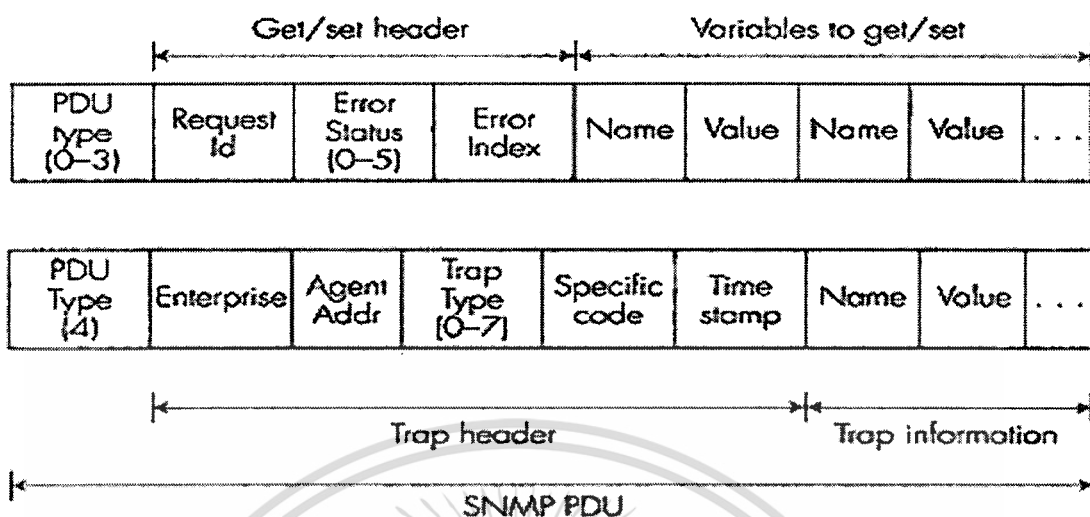 Get/set header
Variables to get/set
PDU type (0–3)
Request Id
Error Status (0–5)
Error Index
Name
Value
Name
Value
. . .
PDU Type (4)
Enterprise
Agent Addr
Trap Type (0–7)
Specific code
Time stamp
Name
Value
. . .
Trap header
Trap information
SNMP PDU